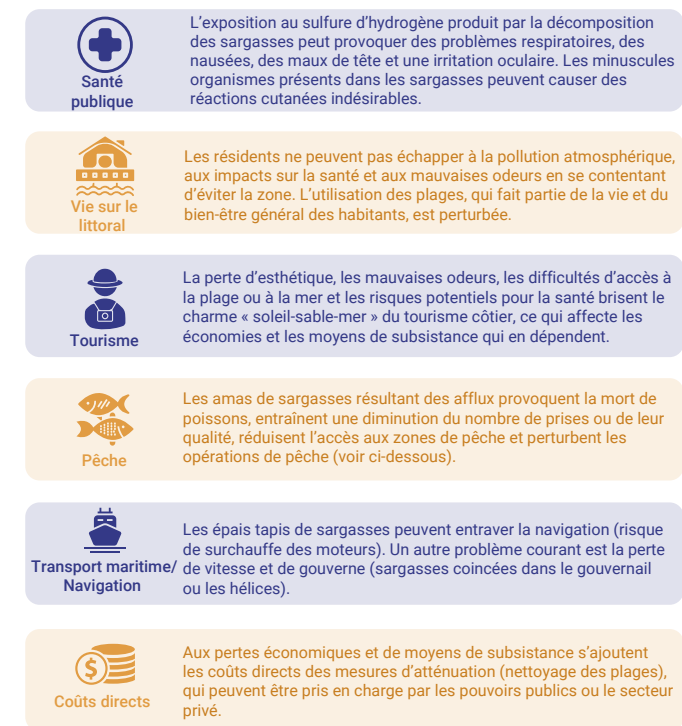 L’exposition au sulfure d’hydrogène produit par la décomposition
des sargasses peut provoquer des problèmes respiratoires, des
nausées, des maux de tête et une irritation oculaire. Les minuscules
organismes présents dans les sargasses peuvent causer des
réactions cutanées indésirables.
Santé
publique
Les résidents ne peuvent pas échapper à la pollution atmosphérique,
aux impacts sur la santé et aux mauvaises odeurs en se contentant
d’éviter la zone. L’utilisation des plages, qui fait partie de la vie et du
bien-être général des habitants, est perturbée.
Vie sur le
littoral
La perte d’esthétique, les mauvaises odeurs, les difficultés d’accès à
la plage ou à la mer et les risques potentiels pour la santé brisent le
charme « soleil-sable-mer » du tourisme côtier, ce qui affecte les
économies et les moyens de subsistance qui en dépendent.
Tourisme
Les amas de sargasses résultant des afflux provoquent la mort de
poissons, entraînent une diminution du nombre de prises ou de leur
qualité, réduisent l’accès aux zones de pêche et perturbent les
opérations de pêche (voir ci-dessous).
Pêche
Les épais tapis de sargasses peuvent entraver la navigation (risque
de surchauffe des moteurs). Un autre problème courant est la perte
de vitesse et de gouverne (sargasses coincées dans le gouvernail
ou les hélices).
Transport maritime/
Navigation
Aux pertes économiques et de moyens de subsistance s’ajoutent
les coûts directs des mesures d’atténuation (nettoyage des plages),
qui peuvent être pris en charge par les pouvoirs publics ou le secteur
privé.
$
Coûts directs